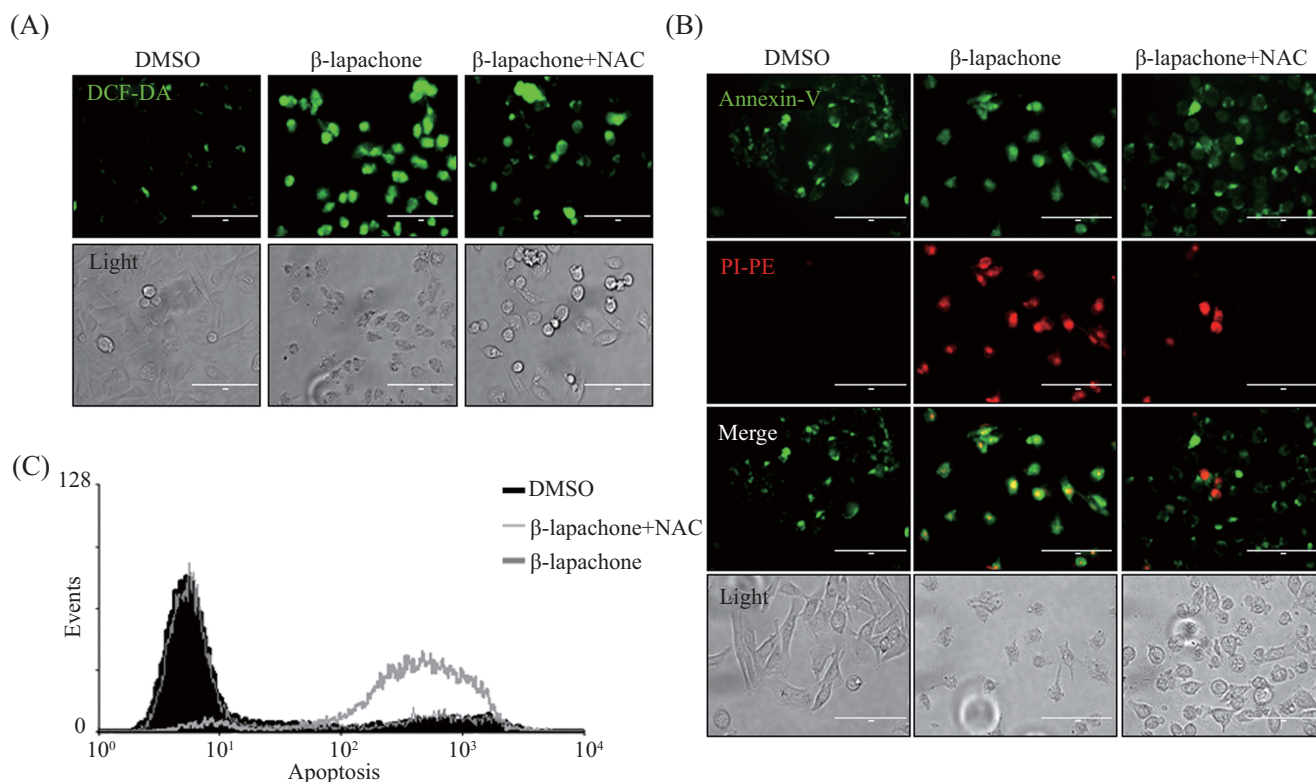 (A)
DMSO β-lapachone β-lapachone+NAC
DCF-DA
Light
(B)
DMSO β-lapachone β-lapachone+NAC
Annexin-V
PI-PE
Merge
Light
(C)
128
DMSO
β-lapachone+NAC
β-lapachone
Events
0
10⁰ 10¹ 10² 10³ 10⁴
Apoptosis